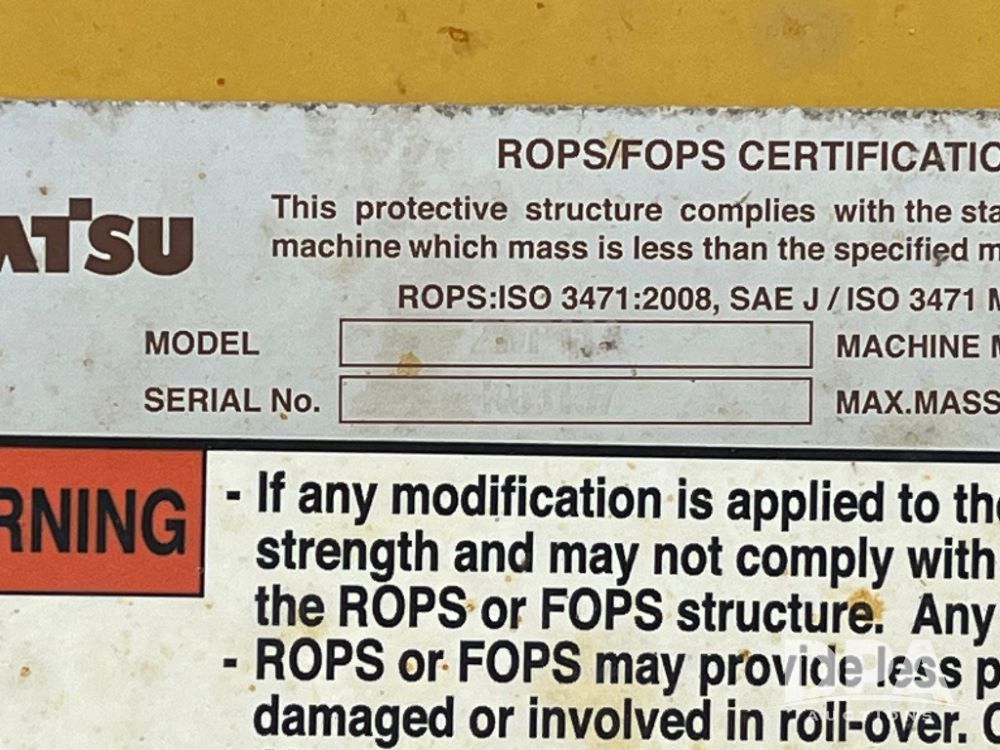 ROPS/FOPS CERTIFICATIO
ATSU
This protective structure complies with the sta
machine which mass is less than the specified m
ROPS:ISO 3471:2008, SAE J / ISO 3471 M
MODEL
MACHINE M
SERIAL No.
MAX.MASS
RNING
- If any modification is applied to the
strength and may not comply with
the ROPS or FOPS structure. Any
- ROPS or FOPS may provide less p
damaged or involved in roll-over. C
AUCTIONS